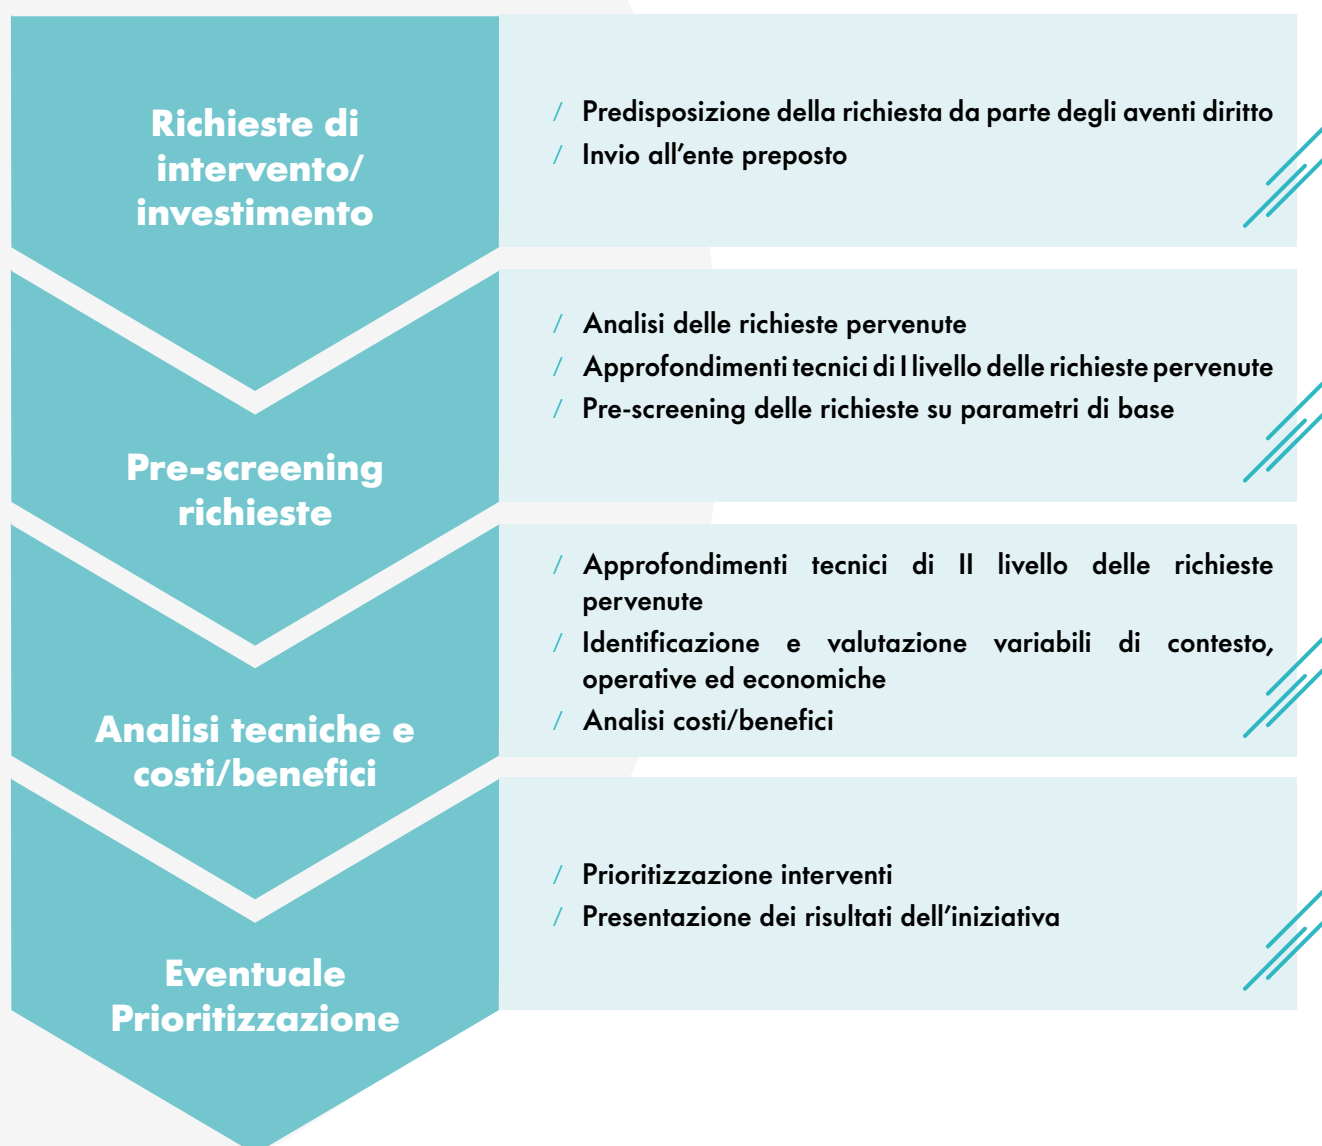 Richieste di
intervento/
investimento
/ Predisposizione della richiesta da parte degli aventi diritto
/ Invio all’ente preposto
Pre-screening
richieste
/ Analisi delle richieste pervenute
/ Approfondimenti tecnici di I livello delle richieste pervenute
/ Pre-screening delle richieste su parametri di base
Analisi tecniche e
costi/benefici
/ Approfondimenti tecnici di II livello delle richieste
pervenute
/ Identificazione e valutazione variabili di contesto,
operative ed economiche
/ Analisi costi/benefici
Eventuale
Prioritizzazione
/ Prioritizzazione interventi
/ Presentazione dei risultati dell’iniziativa